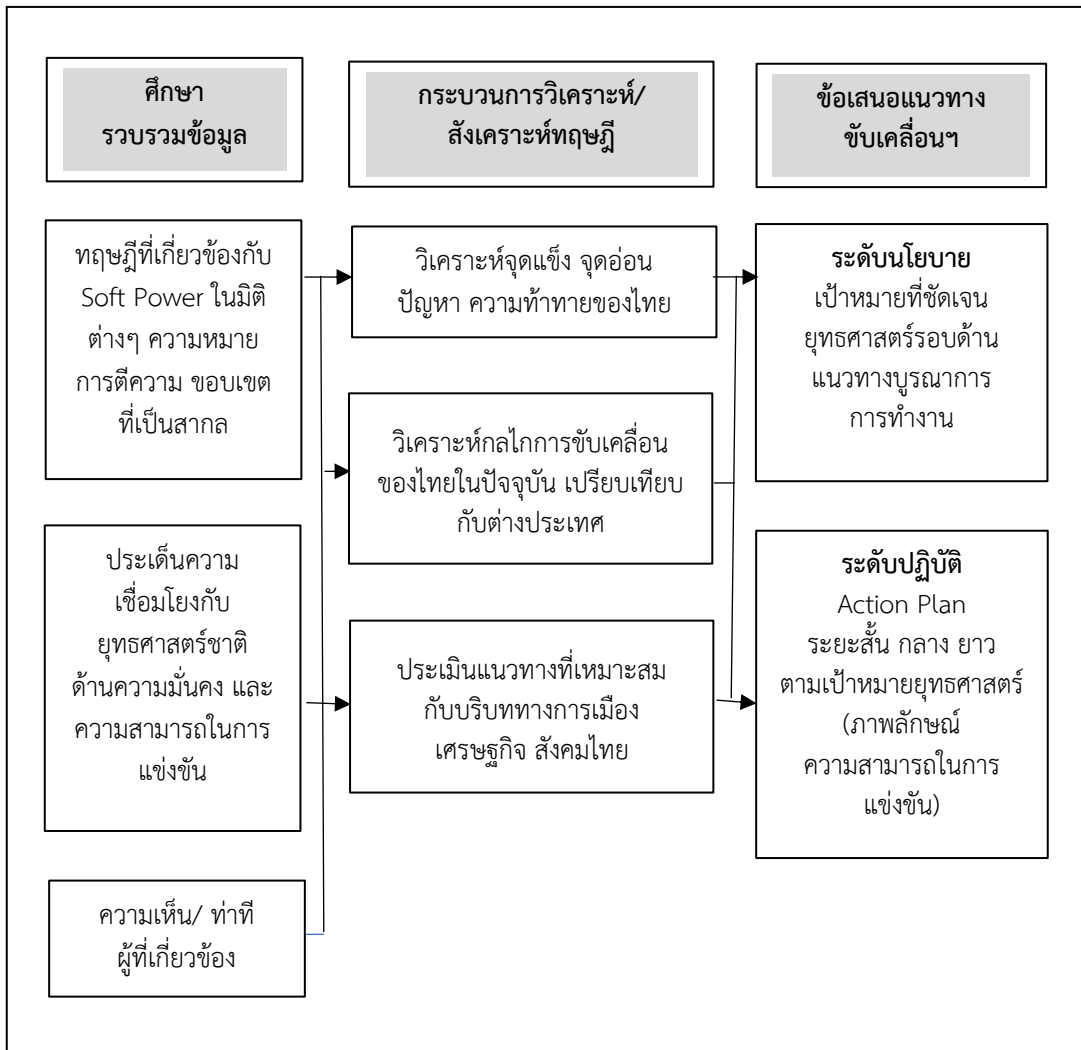 ศึกษา
รวบรวมข้อมูล
กระบวนการวิเคราะห์/
สังเคราะห์ทฤษฎี
ข้อเสนอแนวทาง
ขับเคลื่อนฯ
ทฤษฎีที่เกี่ยวข้องกับ
Soft Power ในมิติ
ต่างๆ ความหมาย
การตีความ ขอบเขต
ที่เป็นสากล
วิเคราะห์จุดแข็ง จุดอ่อน
ปัญหา ความท้าทายของไทย
ระดับนโยบาย
เป้าหมายที่ชัดเจน
ยุทธศาสตร์รอบด้าน
แนวทางบูรณาการ
การทำงาน
วิเคราะห์กลไกการขับเคลื่อน
ของไทยในปัจจุบัน เปรียบเทียบ
กับต่างประเทศ
ประเด็นความ
เชื่อมโยงกับ
ยุทธศาสตร์ชาติ
ด้านความมั่นคง และ
ความสามารถในการ
แข่งขัน
ประเมินแนวทางที่เหมาะสม
กับบริบททางการเมือง
เศรษฐกิจ สังคมไทย
ระดับปฏิบัติ
Action Plan
ระยะสั้น กลาง ยาว
ตามเป้าหมายยุทธศาสตร์
(ภาพลักษณ์
ความสามารถในการ
แข่งขัน)
ความเห็น/ ท่าที
ผู้ที่เกี่ยวข้อง